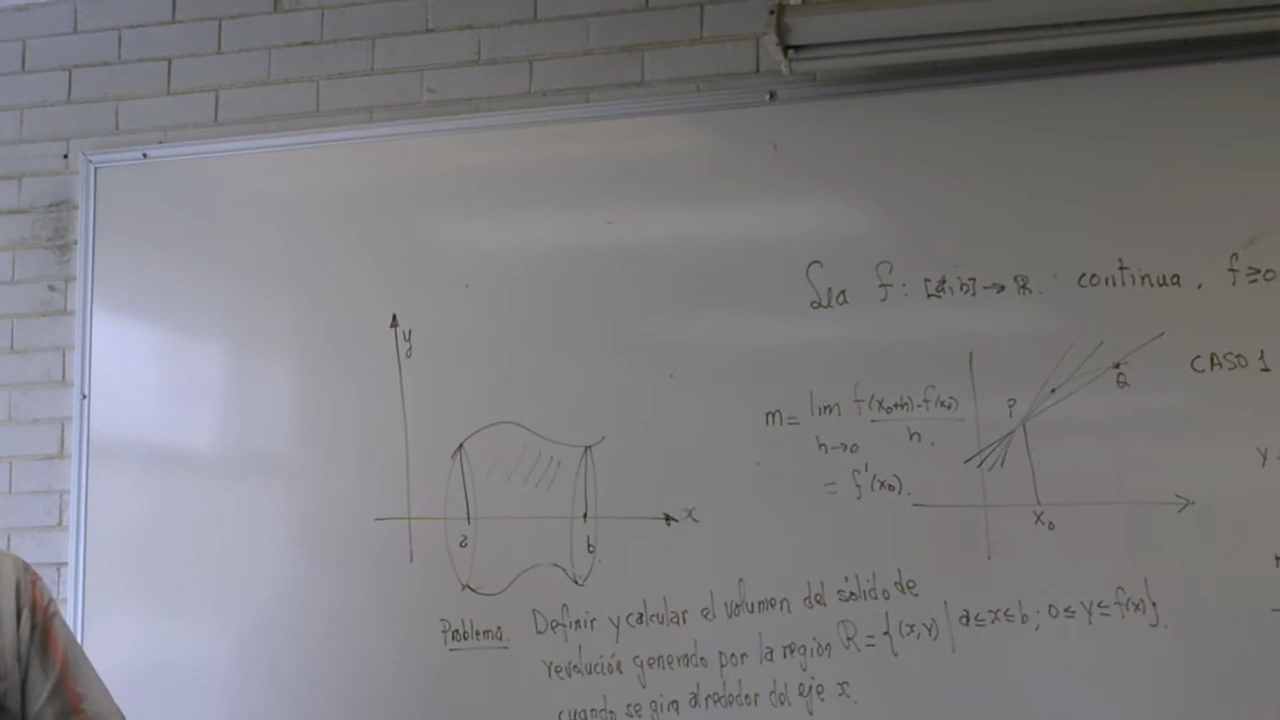 Sea f: [a,b] → ℝ. continua, f ≥ 0
CASO 1
y
x
a
b
m = lim f(x₀+h) - f(x₀)
h→0 h.
= f'(x₀).
P
Q
x₀
y
Problema. Definir y calcular el volumen del sólido de
revolución generado por la región R = {(x,y) | a ≤ x ≤ b; 0 ≤ y ≤ f(x)}.
cuando se gira alrededor del eje x.